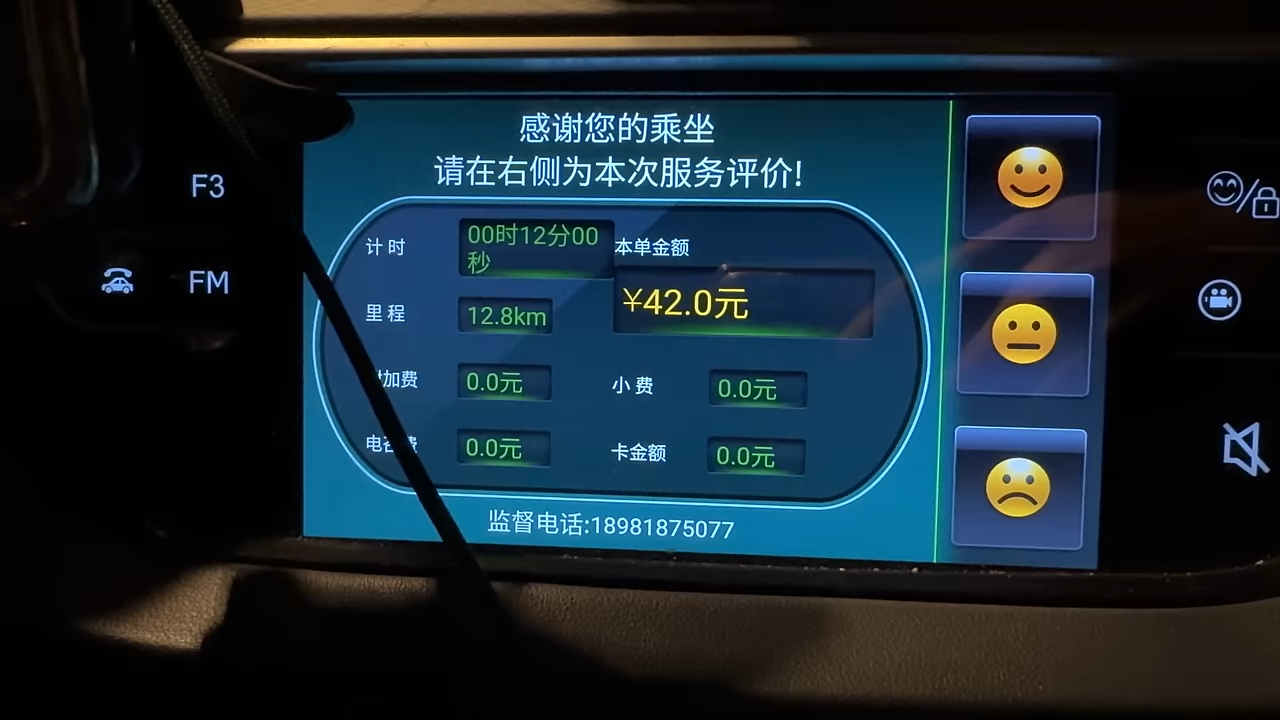 感谢您的乘坐
请在右侧为本次服务评价!
F3
FM
计时
00时12分00
秒
本单金额
¥42.0元
里程
12.8km
加费
0.0元
小费
0.0元
电召费
0.0元
卡金额
0.0元
监督电话:18981875077